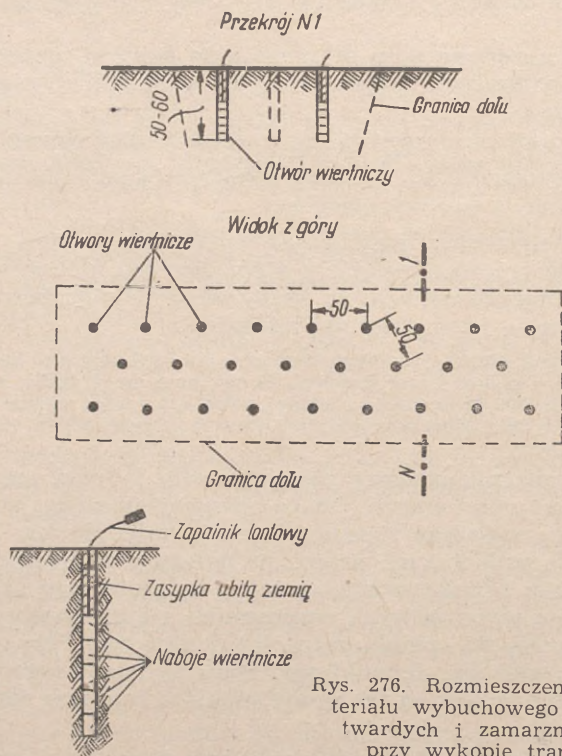 Przekrój N1
50-60
Granica dołu
Otwór wiertniczy
Widok z góry
Otwory wiertnicze
1
50
50
Granica dołu
N
Zapalnik lontowy
Zasypka ubitą ziemią
Naboje wiertnicze
Rys. 276. Rozmieszczen
teriału wybuchowego
twardych i zamarzn
przy wykopie